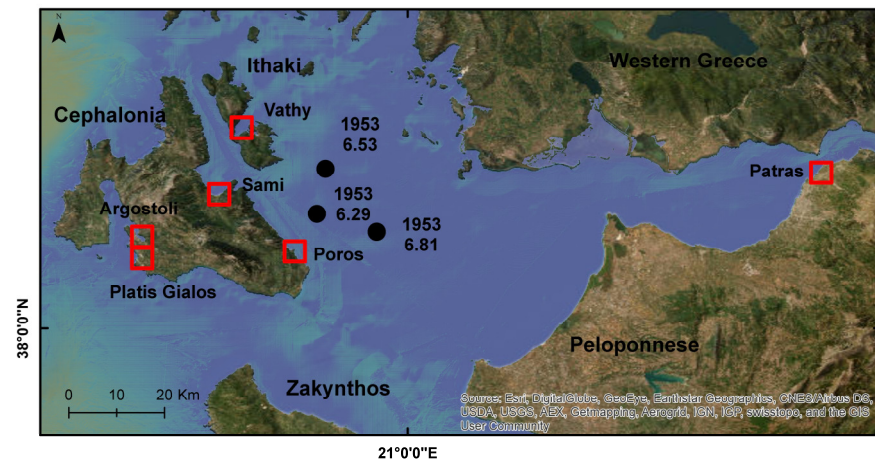 N
Ithaki
Western Greece
Cephalonia
Vathy
1953
6.53
Patras
Sami
1953
6.29
Argostoli
1953
6.81
Poros
Platis Gialos
38°0'0"N
Peloponnese
Zakynthos
0 10 20 Km
Source: Esri, DigitalGlobe, GeoEye, Earthstar Geographics, CNES/Airbus DS,
USDA, USGS, AEX, Getmapping, Aerogrid, IGN, IGP, swisstopo, and the GIS
User Community
21°0'0"E